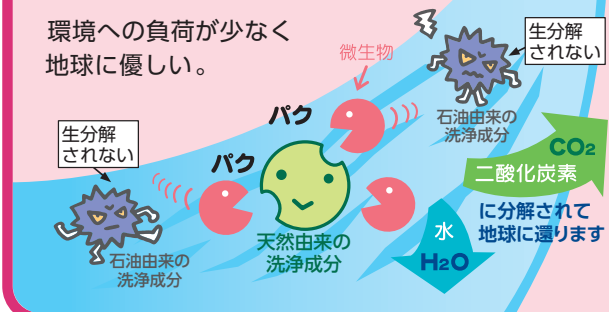 環境への負荷が少なく
地球に優しい。
微生物
生分解
されない
石油由来の
洗浄成分
パク
パク
生分解
されない
石油由来の
洗浄成分
天然由来の
洗浄成分
CO2
二酸化炭素
水
H2O
に分解されて
地球に還ります